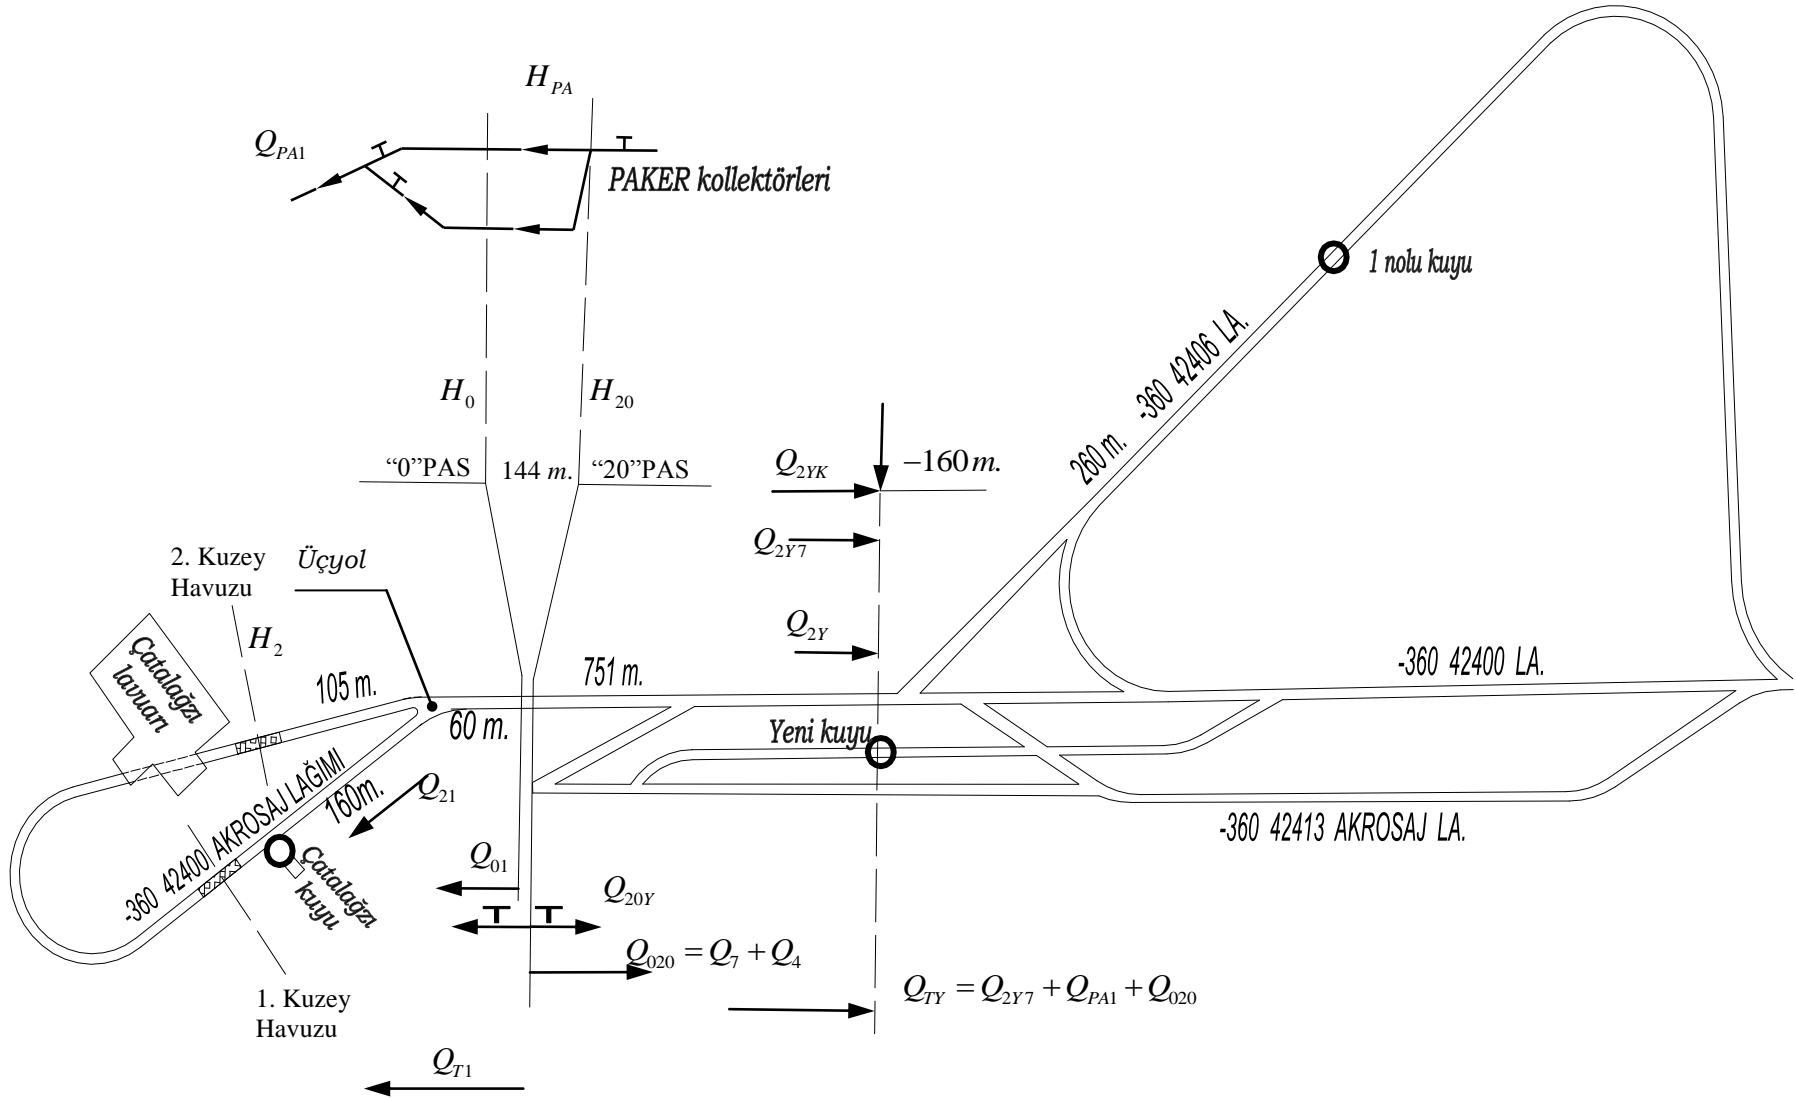 H_PA
Q_PA1
PAKER kollektörleri
1 nolu kuyu
-360 42406 LA.
260 m.
H_0
H_20
“0”PAS
144 m.
“20”PAS
Q_2YK
−160 m.
Q_2Y7
2. Kuzey
Havuzu
Üçyol
H_2
Q_2Y
Çatalağzı
lavuarı
105 m.
751 m.
-360 42400 LA.
60 m.
Yeni kuyu
-360 42400 AKROSAJ LAĞIMI
160m.
Q_21
-360 42413 AKROSAJ LA.
Çatalağzı
kuyu
Q_01
Q_20Y
Q_020 = Q_7 + Q_4
Q_TY = Q_2Y7 + Q_PA1 + Q_020
1. Kuzey
Havuzu
Q_T1